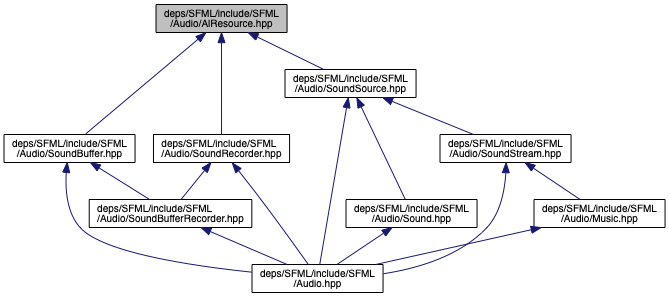 deps/SFML/include/SFML
/Audio/AlResource.hpp
deps/SFML/include/SFML
/Audio/SoundSource.hpp
deps/SFML/include/SFML
/Audio/SoundBuffer.hpp
deps/SFML/include/SFML
/Audio/SoundRecorder.hpp
deps/SFML/include/SFML
/Audio/SoundStream.hpp
deps/SFML/include/SFML
/Audio/SoundBufferRecorder.hpp
deps/SFML/include/SFML
/Audio/Sound.hpp
deps/SFML/include/SFML
/Audio/Music.hpp
deps/SFML/include/SFML
/Audio.hpp